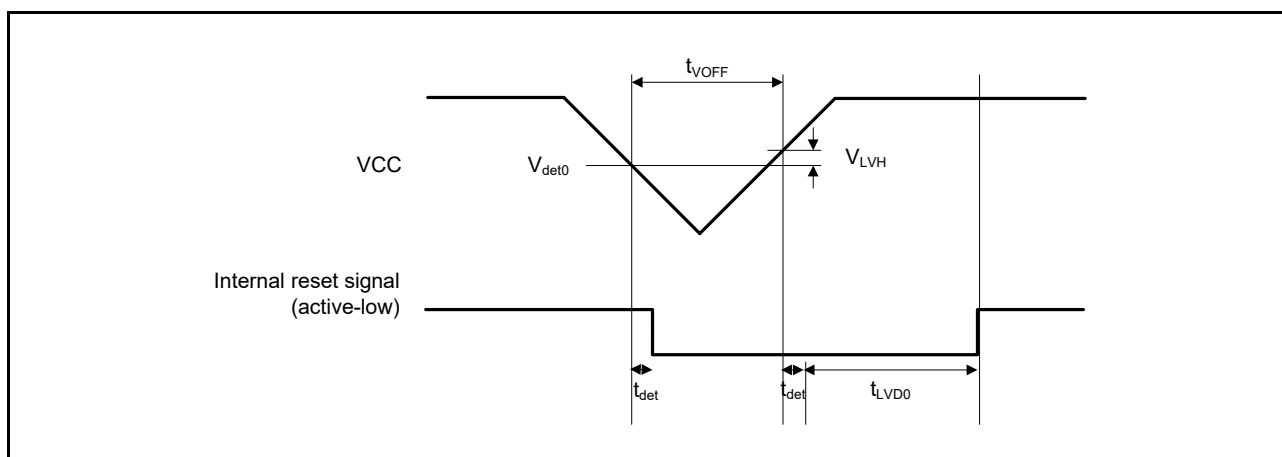 tVOFF
VCC
Vdet0
VLVH
Internal reset signal
(active-low)
tdet
tdet
tLVD0